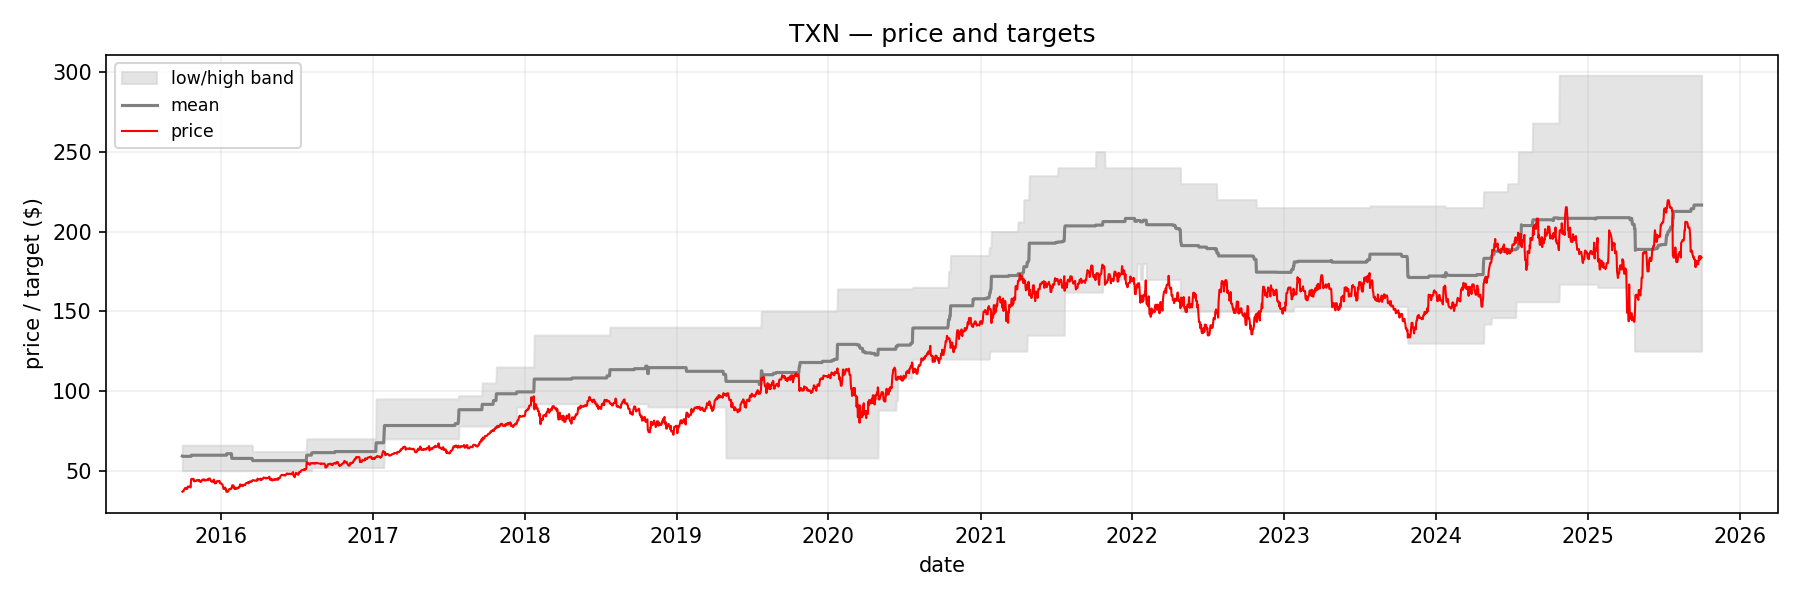 TXN — price and targets
low/high band
mean
price
300
250
200
150
100
50
price / target ($)
2016 2017 2018 2019 2020 2021 2022 2023 2024 2025 2026
date